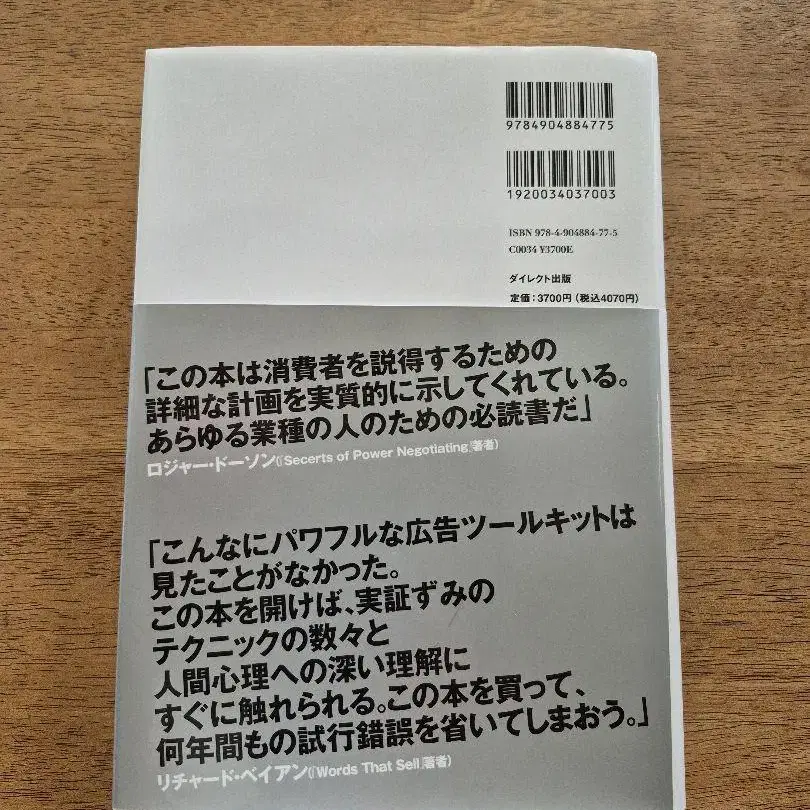 9784904884775
1920034037003
ISBN 978-4-904884-77-5
C0034 ¥3700E
ダイレクト出版
定価:3700円(税込4070円)
「この本は消費者を説得するための
詳細な計画を実質的に示してくれている。
あらゆる業種の人のための必読書だ」
ロジャー・ドーソン(『Secerts of Power Negotiating』著者)
「こんなにパワフルな広告ツールキットは
見たことがなかった。
この本を開けば、実証ずみの
テクニックの数々と
人間心理への深い理解に
すぐに触れられる。この本を買って、
何年間もの試行錯誤を省いてしまおう。」
リチャード・ベイアン(『Words That Sell』著者)